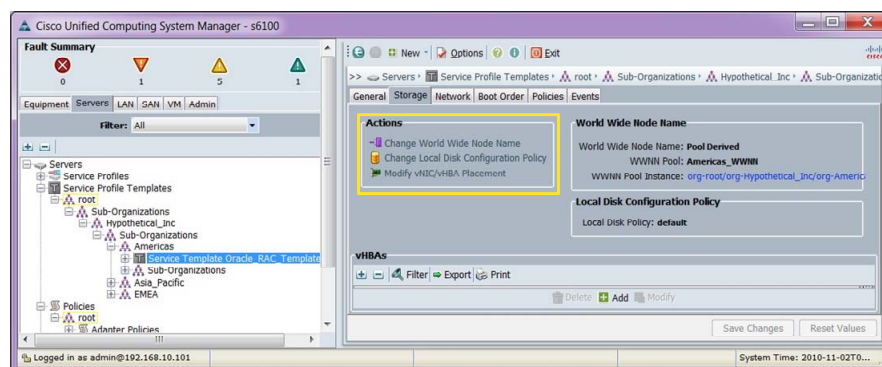 Cisco Unified Computing System Manager - s6100
Fault Summary
0 1 5 1
Equipment Servers LAN SAN VM Admin
Filter: All
Servers
Service Profiles
Service Profile Templates
root
Sub-Organizations
Hypothetical_Inc
Sub-Organizations
Americas
Service Template Oracle_RAC_Template
Sub-Organizations
Asia_Pacific
EMEA
Policies
root
Adapter Policies
New Options Exit
>> Servers Service Profile Templates root Sub-Organizations Hypothetical_Inc Sub-Organizatio
General Storage Network Boot Order Policies Events
Actions
Change World Wide Node Name
Change Local Disk Configuration Policy
Modify vNIC/vHBA Placement
World Wide Node Name
World Wide Node Name: Pool Derived
WWNN Pool: Americas_WWNN
WWNN Pool Instance: org-root/org-Hypothetical_Inc/org-Americ
Local Disk Configuration Policy
Local Disk Policy: default
vHBAs
Filter Export Print
Delete Add Modify
Save Changes Reset Values
Logged in as admin@192.168.10.101
System Time: 2010-11-02T0...